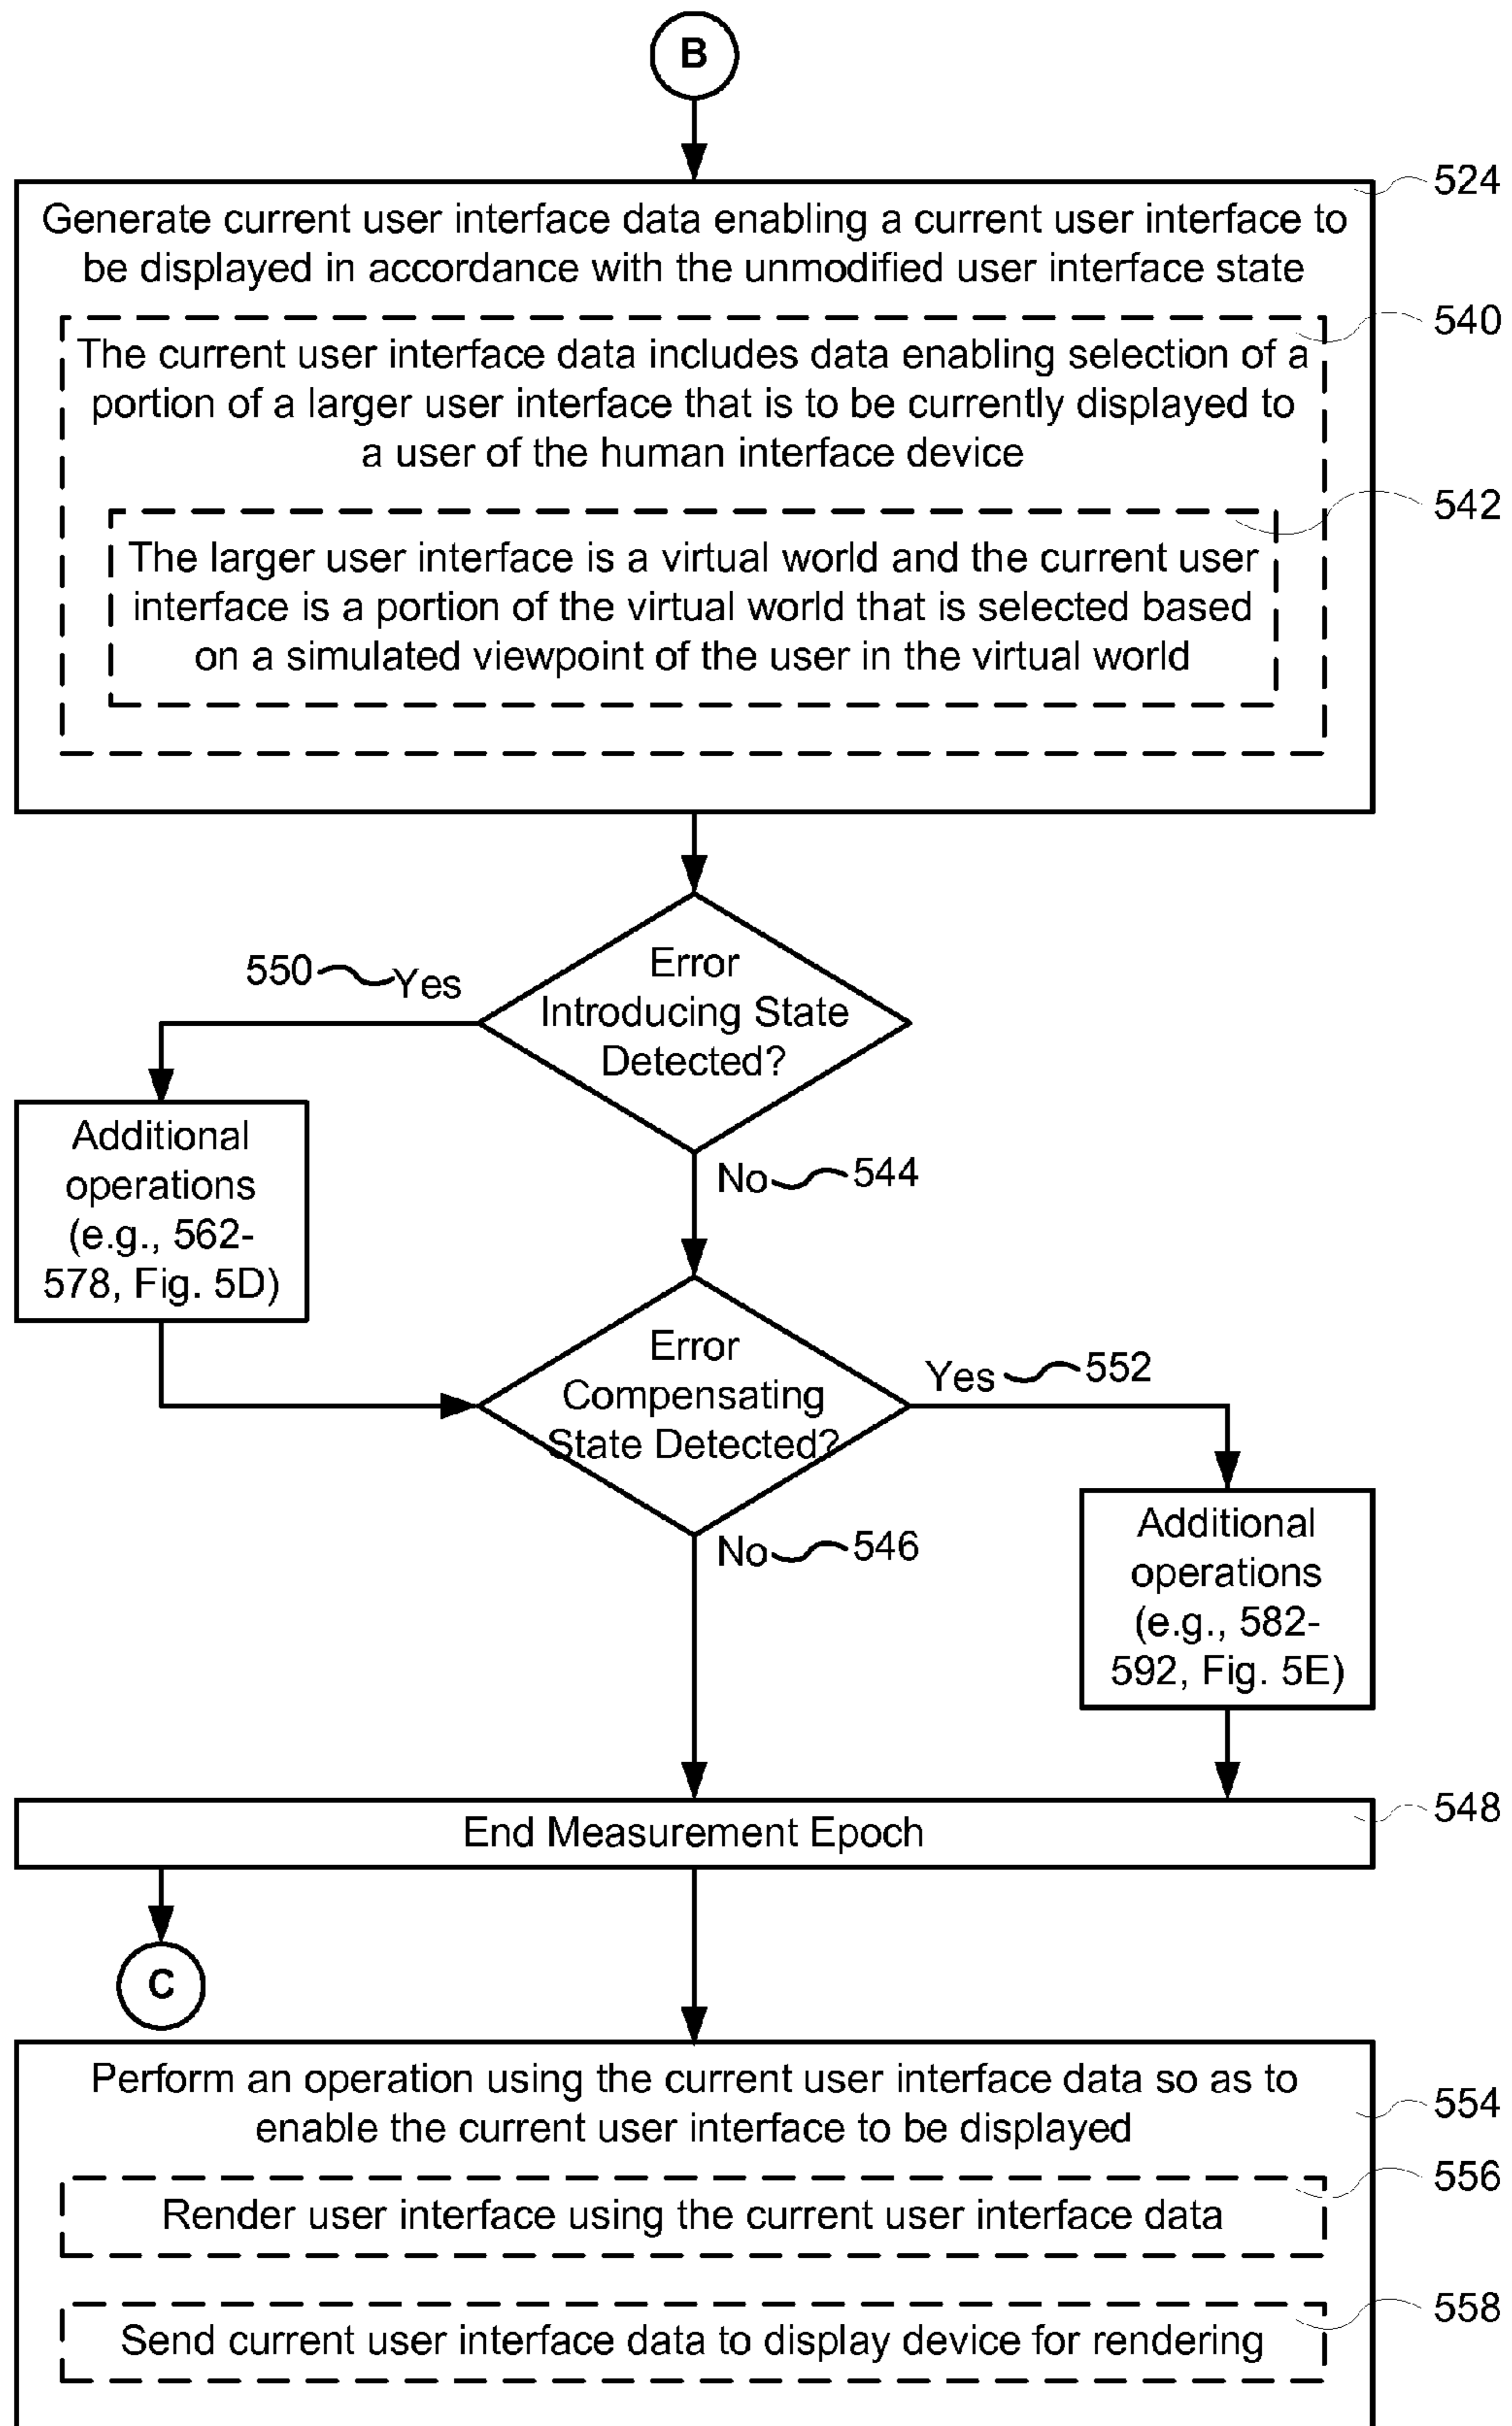 B
524
Generate current user interface data enabling a current user interface to
be displayed in accordance with the unmodified user interface state
540
The current user interface data includes data enabling selection of a
portion of a larger user interface that is to be currently displayed to
a user of the human interface device
542
The larger user interface is a virtual world and the current user
interface is a portion of the virtual world that is selected based
on a simulated viewpoint of the user in the virtual world
Error
Introducing State
Detected?
550
Yes
Additional
operations
(e.g., 562-
578, Fig. 5D)
No
544
Error
Compensating
State Detected?
Yes
552
Additional
operations
(e.g., 582-
592, Fig. 5E)
No
546
548
End Measurement Epoch
C
Perform an operation using the current user interface data so as to
enable the current user interface to be displayed
554
556
Render user interface using the current user interface data
558
Send current user interface data to display device for rendering